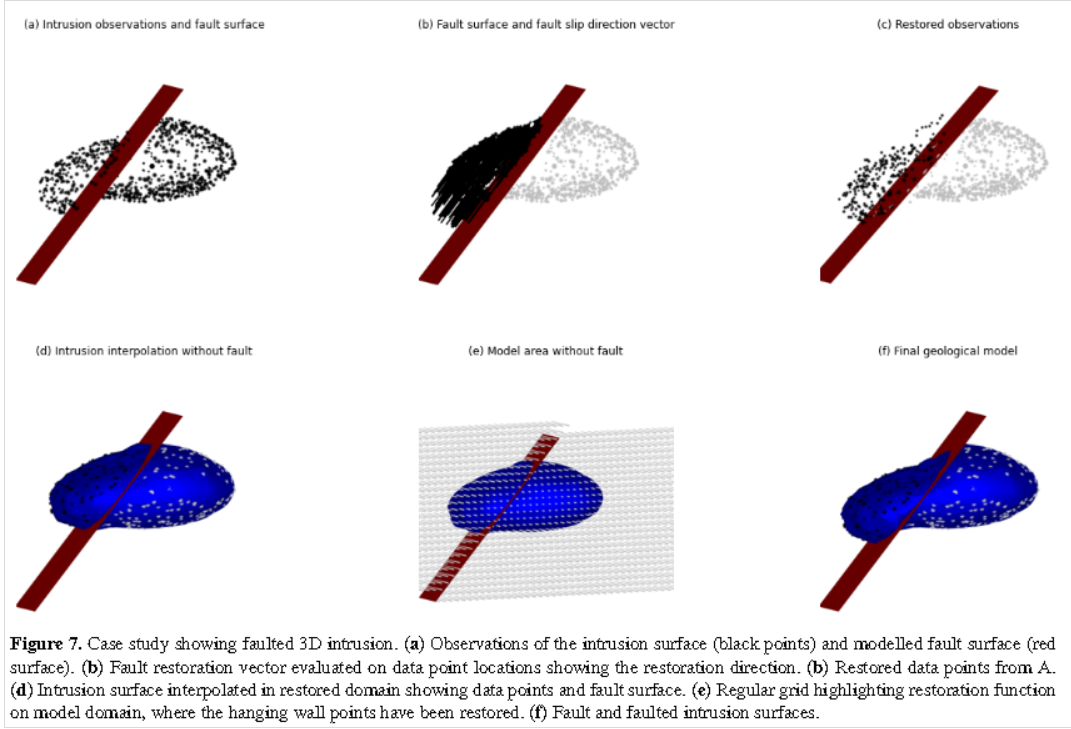 (a) Intrusion observations and fault surface
(b) Fault surface and fault slip direction vector
(c) Restored observations
(d) Intrusion interpolation without fault
(e) Model area without fault
(f) Final geological model
Figure 7. Case study showing faulted 3D intrusion. (a) Observations of the intrusion surface (black points) and modelled fault surface (red
surface). (b) Fault restoration vector evaluated on data point locations showing the restoration direction. (b) Restored data points from A.
(d) Intrusion surface interpolated in restored domain showing data points and fault surface. (e) Regular grid highlighting restoration function
on model domain, where the hanging wall points have been restored. (f) Fault and faulted intrusion surfaces.